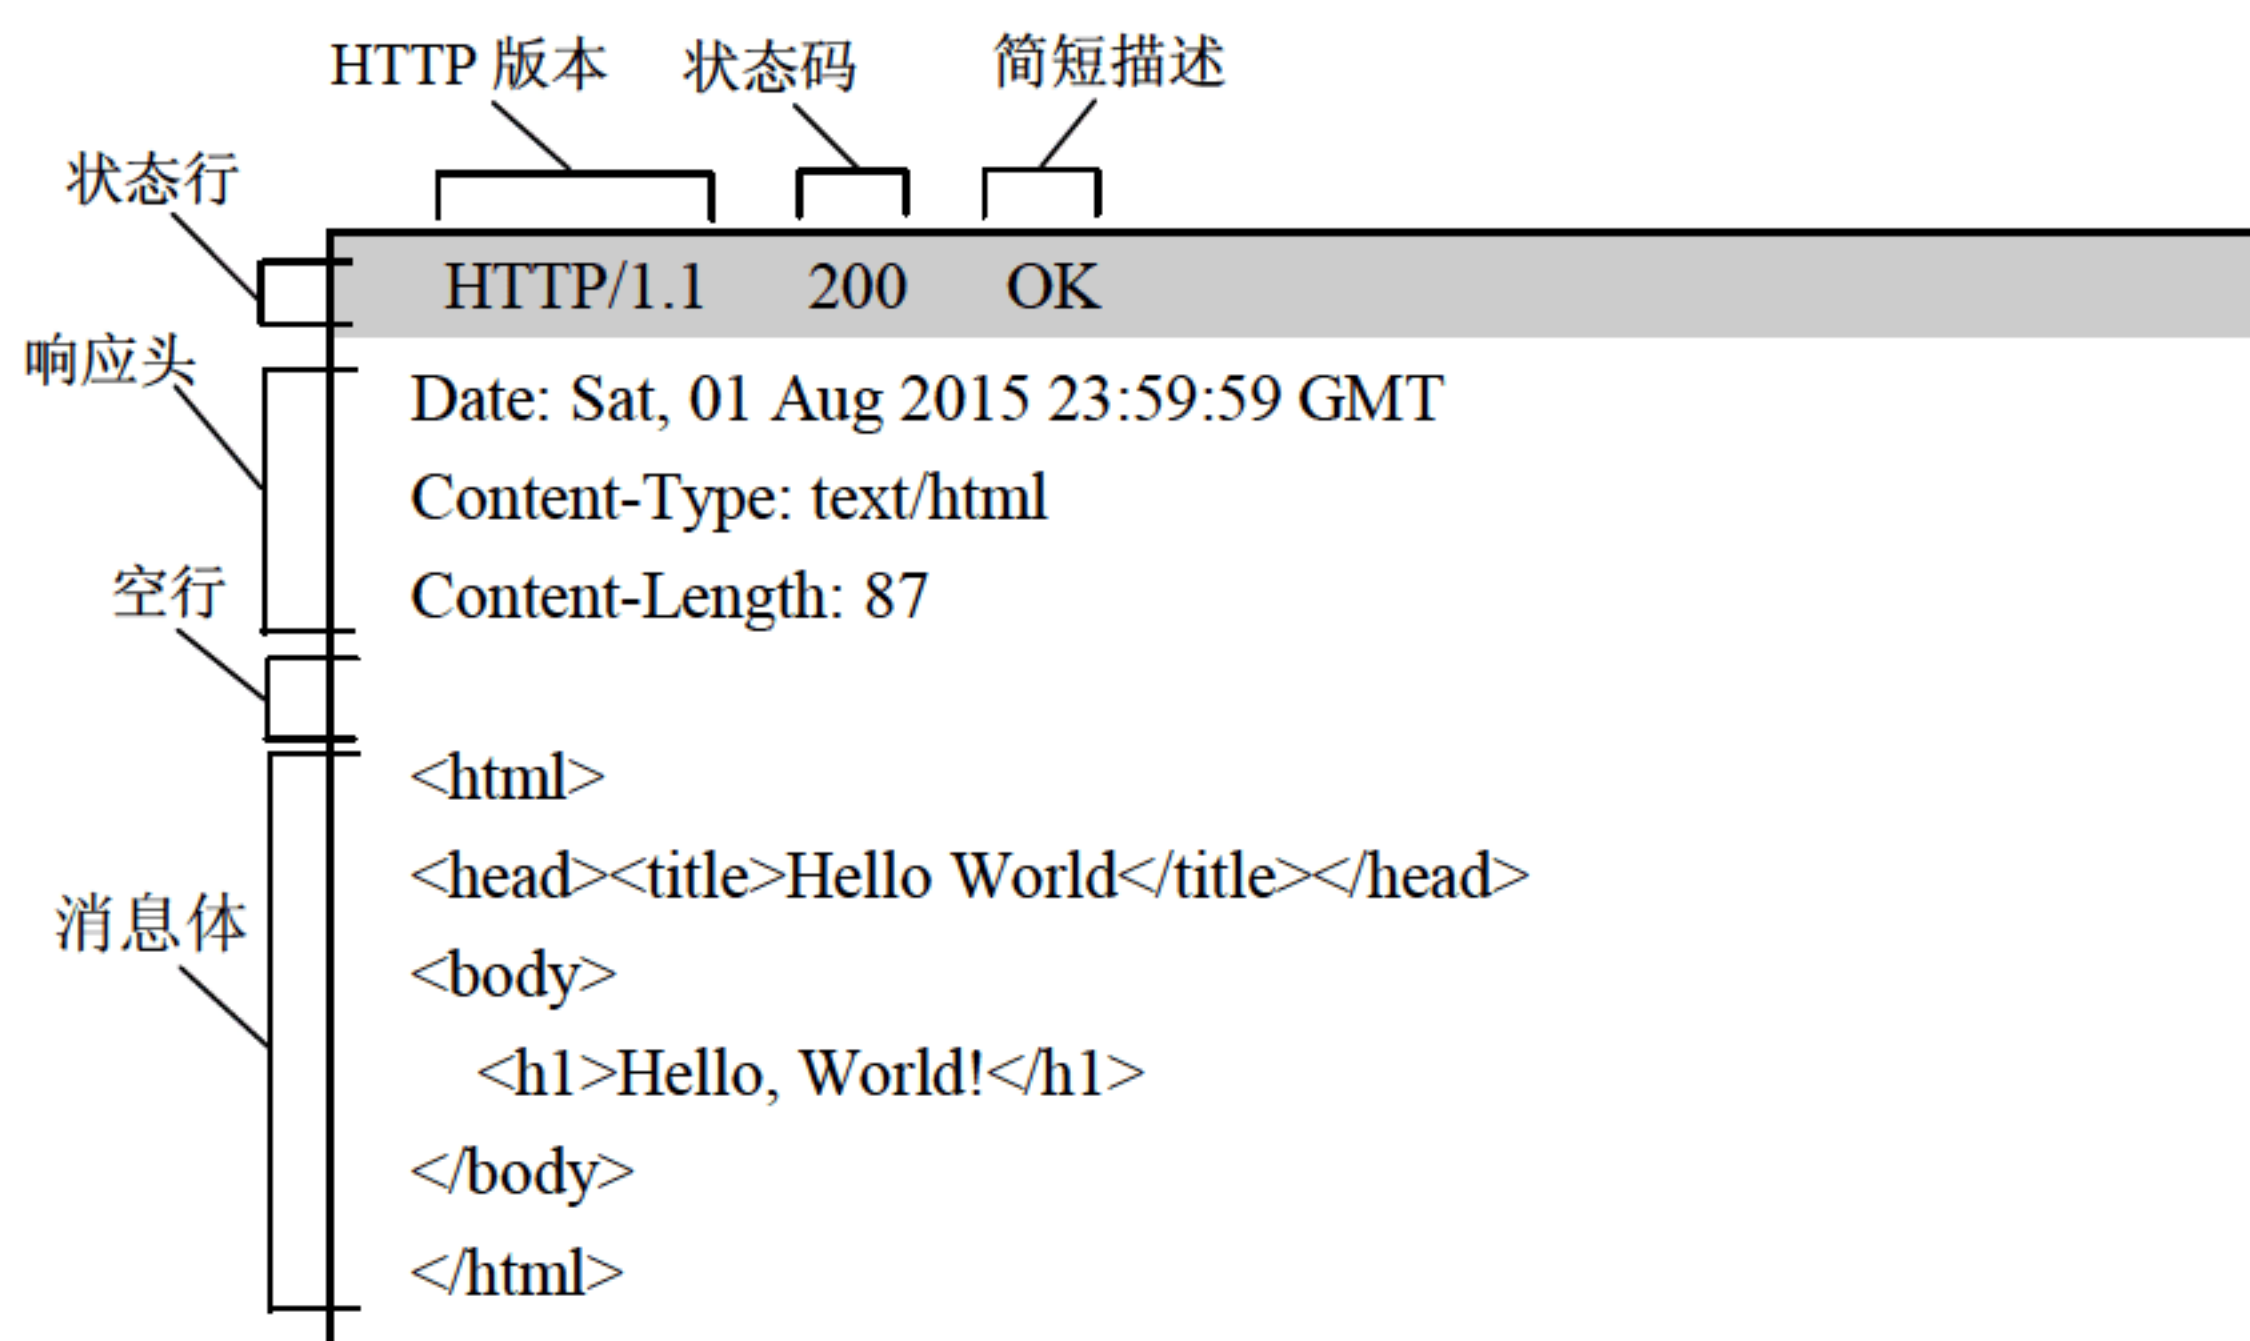 HTTP 版本 状态码 简短描述
状态行
HTTP/1.1 200 OK
响应头
Date: Sat, 01 Aug 2015 23:59:59 GMT
Content-Type: text/html
空行
Content-Length: 87
<html>
<head><title>Hello World</title></head>
消息体
<body>
<h1>Hello, World!</h1>
</body>
</html>